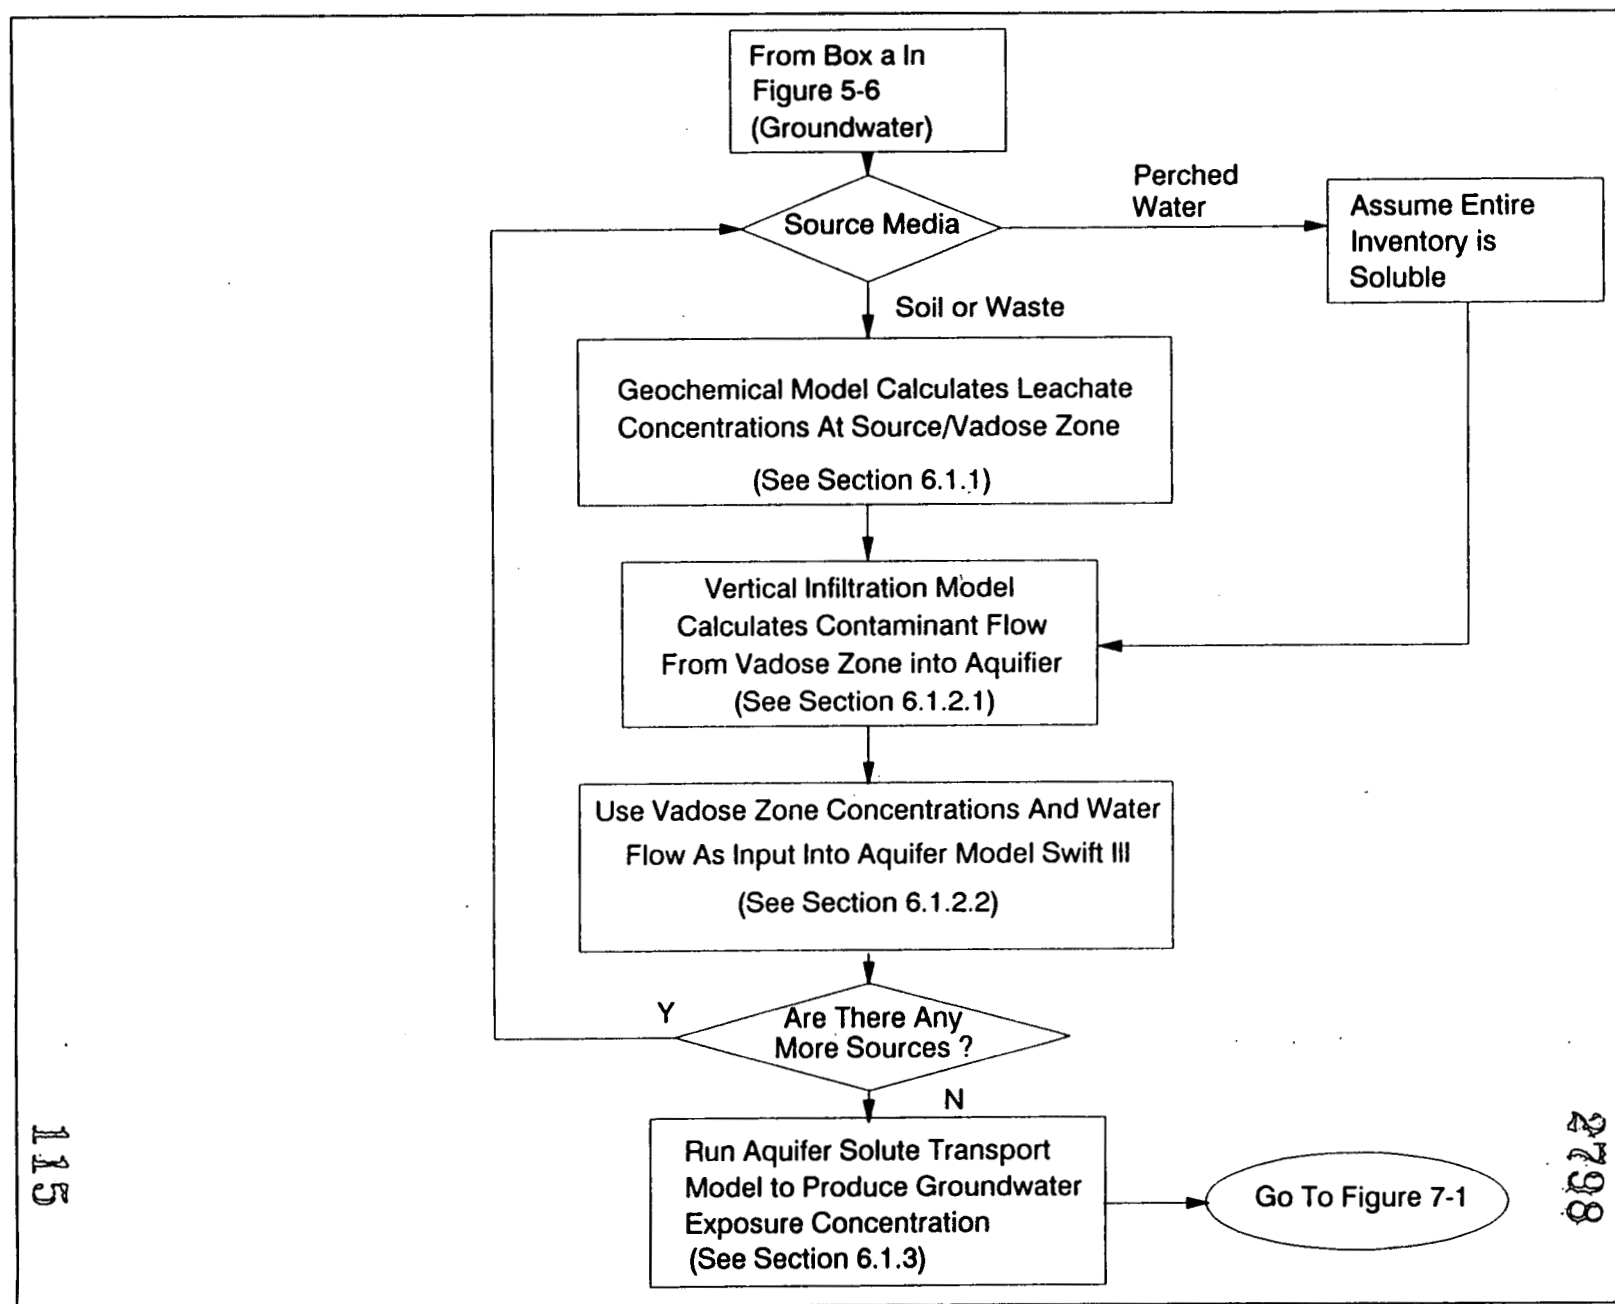 From Box a In
Figure 5-6
(Groundwater)
Source Media
Perched
Water
Assume Entire
Inventory is
Soluble
Soil or Waste
Geochemical Model Calculates Leachate
Concentrations At Source/Vadose Zone
(See Section 6.1.1)
Vertical Infiltration Model
Calculates Contaminant Flow
From Vadose Zone into Aquifier
(See Section 6.1.2.1)
Use Vadose Zone Concentrations And Water
Flow As Input Into Aquifer Model Swift III
(See Section 6.1.2.2)
Y
Are There Any
More Sources ?
N
Run Aquifer Solute Transport
Model to Produce Groundwater
Exposure Concentration
(See Section 6.1.3)
Go To Figure 7-1
115
2798